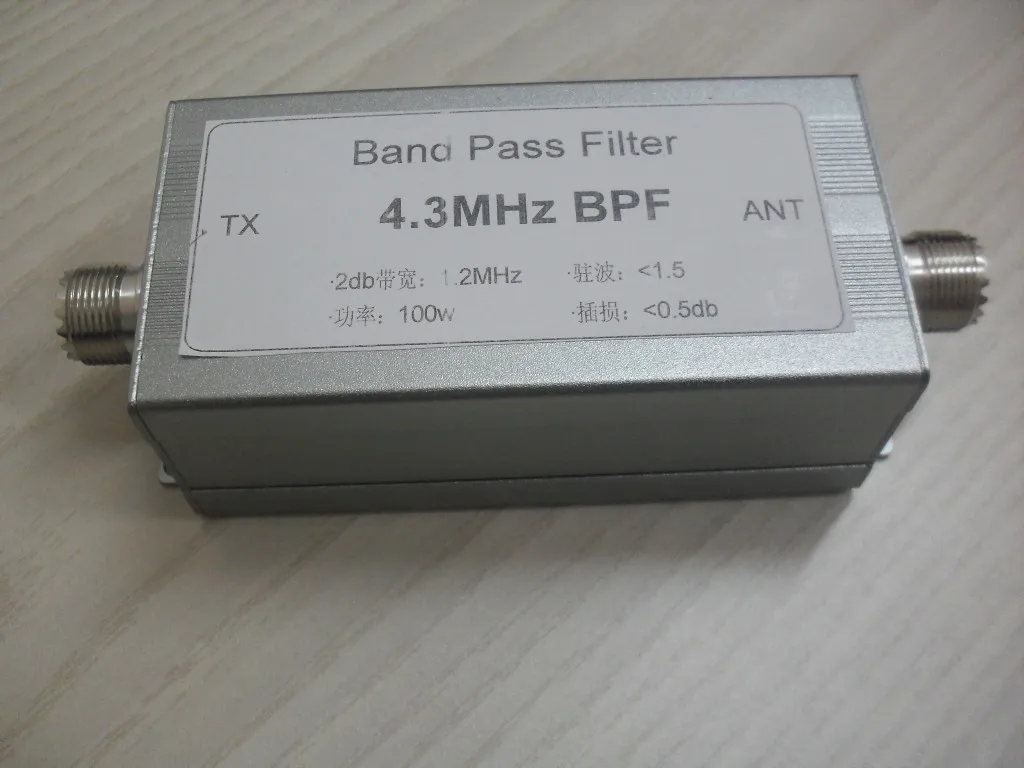 Band Pass Filter
TX
4.3MHz BPF
ANT
·2db带宽：1.2MHz ·驻波：<1.5
·功率：100w ·插损：<0.5db